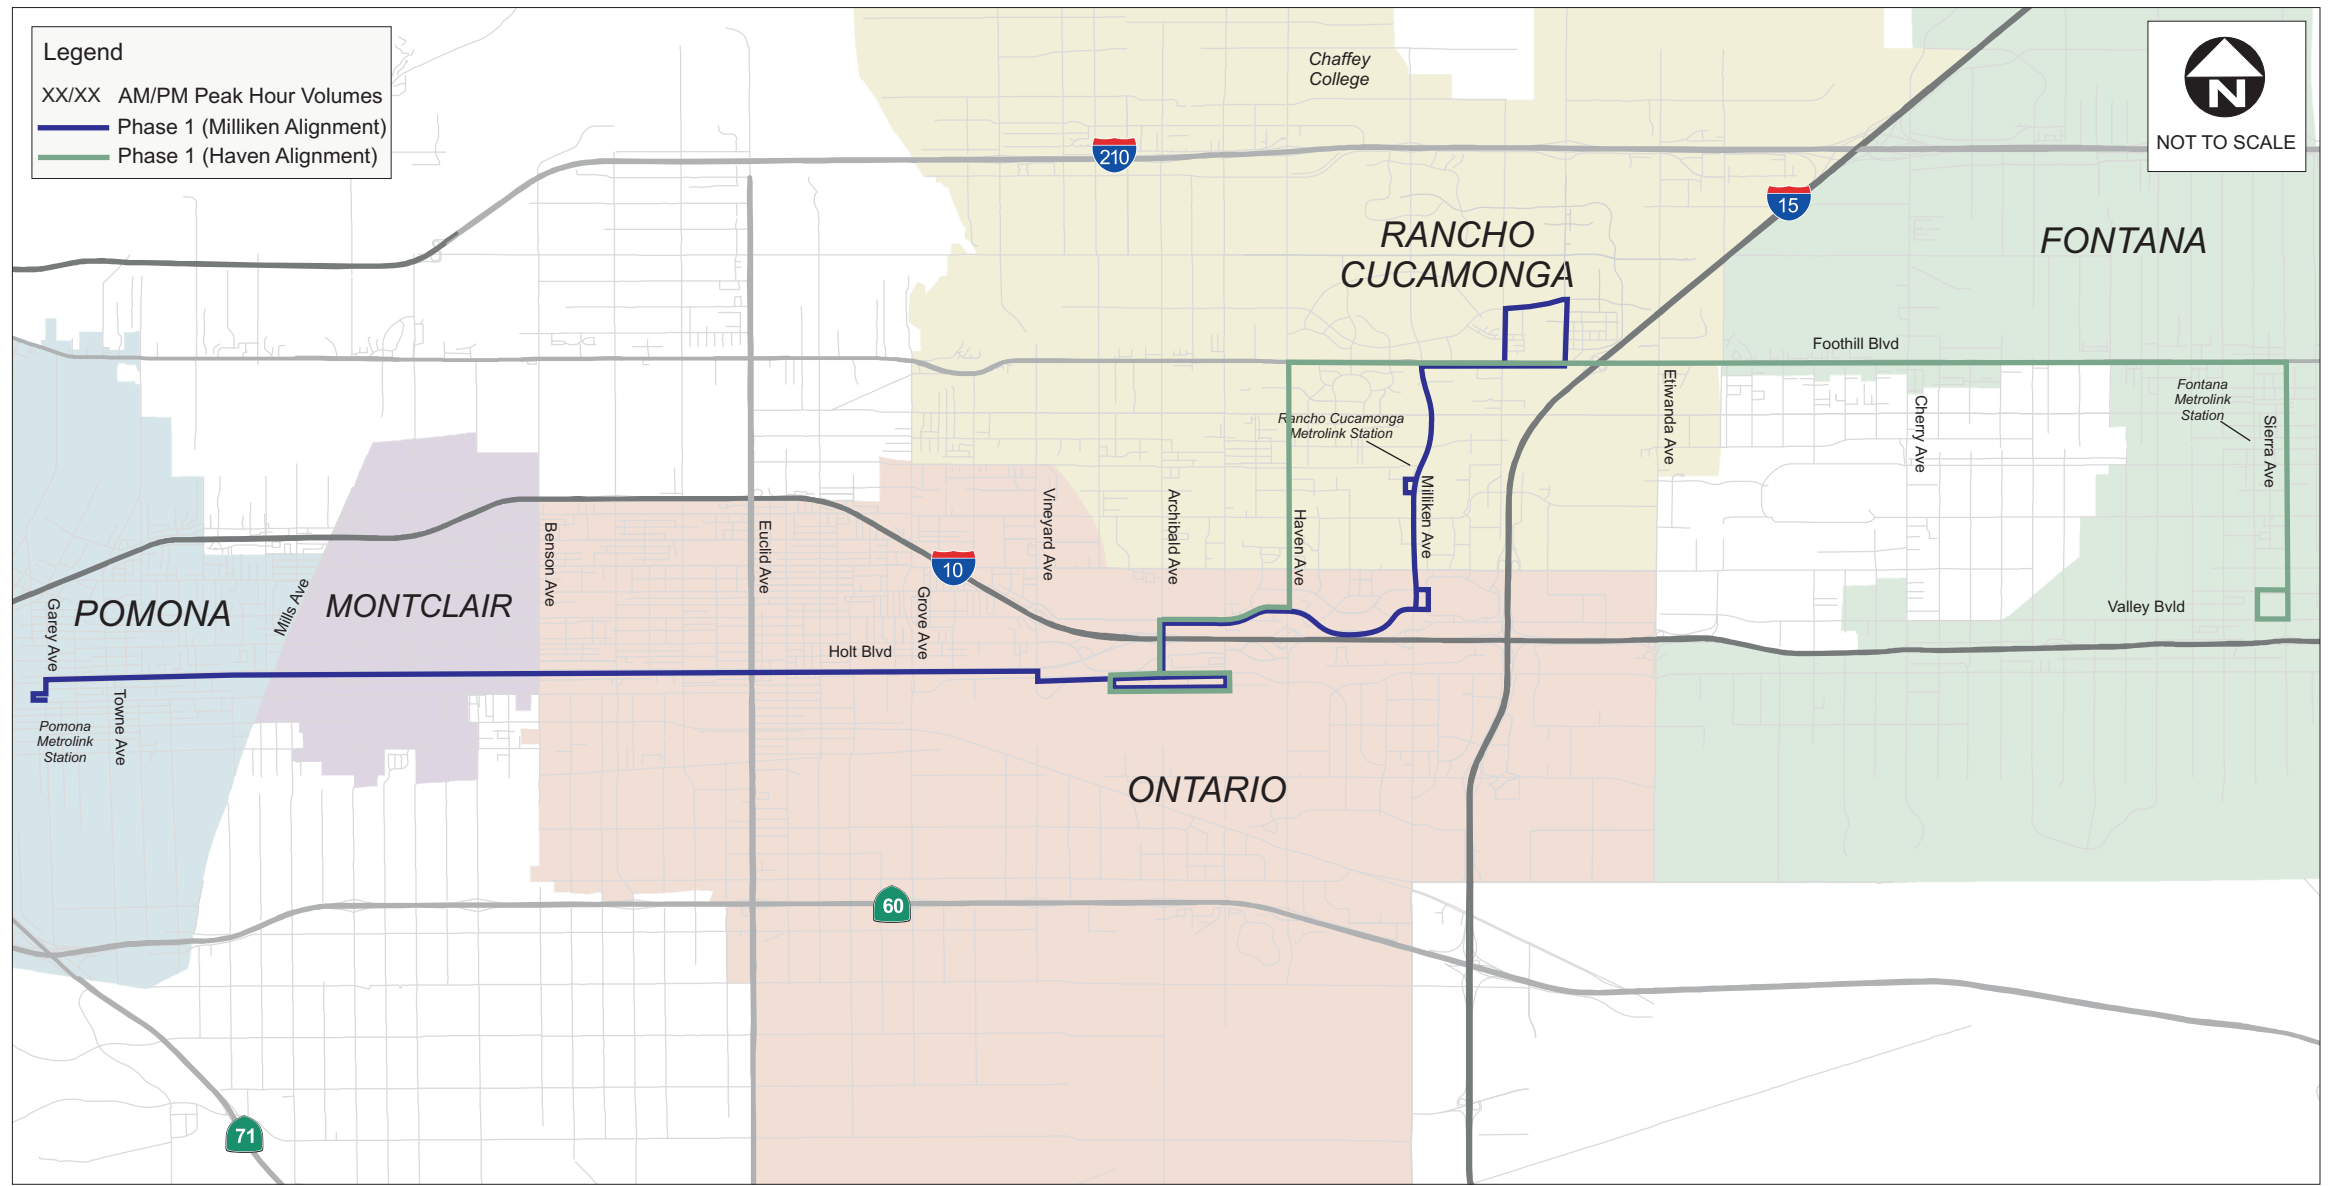 Legend
XX/XX AM/PM Peak Hour Volumes
Phase 1 (Milliken Alignment)
Phase 1 (Haven Alignment)
Chaffey
College
N
NOT TO SCALE
210
15
RANCHO
CUCAMONGA
FONTANA
Foothill Blvd
Etiwanda Ave
Cherry Ave
Fontana
Metrolink
Station
Sierra Ave
Rancho Cucamonga
Metrolink Station
Milliken Ave
Haven Ave
Archibald Ave
Vineyard Ave
Euclid Ave
Benson Ave
10
Grove Ave
Mills Ave
Garey Ave
POMONA
MONTCLAIR
Valley Bvld
Holt Blvd
Towne Ave
Pomona
Metrolink
Station
ONTARIO
60
71